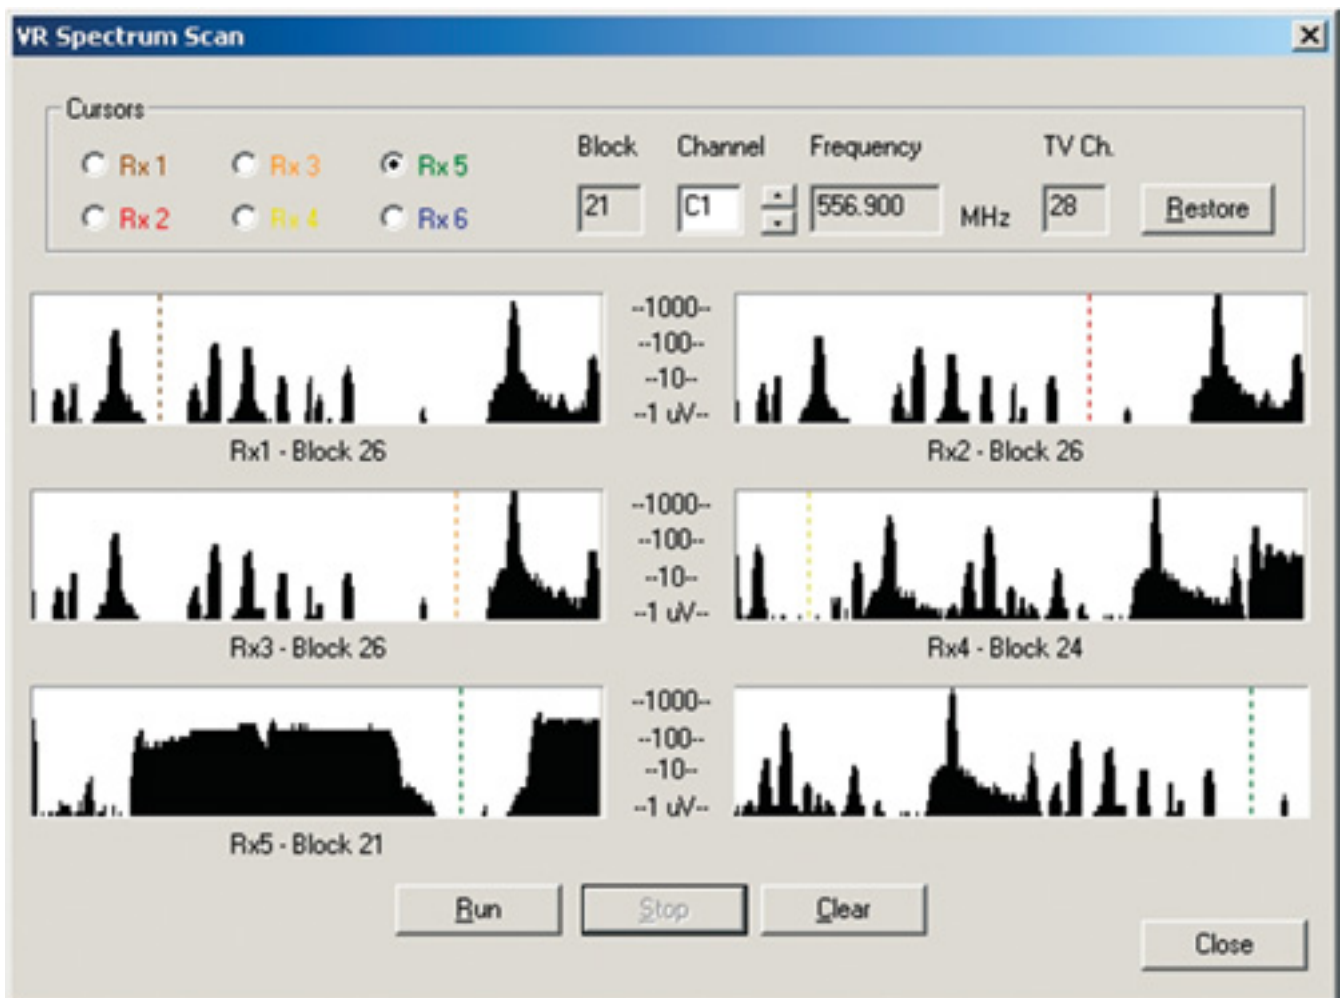 VR Spectrum Scan
Cursors
Rx 1
Rx 3
Rx 5
Rx 2
Rx 4
Rx 6
Block
Channel
Frequency
TV Ch.
21
C1
556.900
MHz
28
Restore
--1000--
--100--
--10--
--1 uV--
Rx1 - Block 26
Rx2 - Block 26
--1000--
--100--
--10--
--1 uV--
Rx3 - Block 26
Rx4 - Block 24
--1000--
--100--
--10--
--1 uV--
Rx5 - Block 21
Run
Stop
Clear
Close